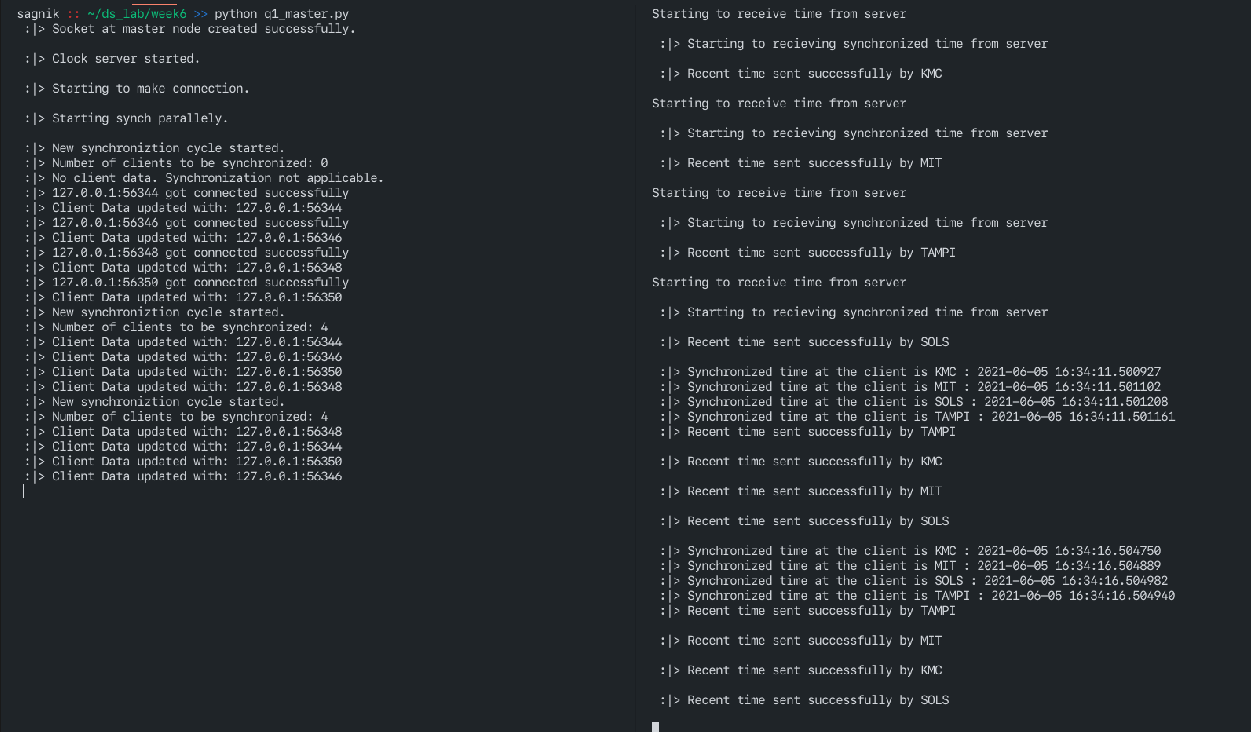 sagnik :: ~/ds_lab/week6 >> python q1_master.py
:|> Socket at master node created successfully.
:|> Clock server started.
:|> Starting to make connection.
:|> Starting synch parallely.
:|> New synchroniztion cycle started.
:|> Number of clients to be synchronized: 0
:|> No client data. Synchronization not applicable.
:|> 127.0.0.1:56344 got connected successfully
:|> Client Data updated with: 127.0.0.1:56344
:|> 127.0.0.1:56346 got connected successfully
:|> Client Data updated with: 127.0.0.1:56346
:|> 127.0.0.1:56348 got connected successfully
:|> Client Data updated with: 127.0.0.1:56348
:|> 127.0.0.1:56350 got connected successfully
:|> Client Data updated with: 127.0.0.1:56350
:|> New synchroniztion cycle started.
:|> Number of clients to be synchronized: 4
:|> Client Data updated with: 127.0.0.1:56344
:|> Client Data updated with: 127.0.0.1:56346
:|> Client Data updated with: 127.0.0.1:56350
:|> Client Data updated with: 127.0.0.1:56348
:|> New synchroniztion cycle started.
:|> Number of clients to be synchronized: 4
:|> Client Data updated with: 127.0.0.1:56348
:|> Client Data updated with: 127.0.0.1:56344
:|> Client Data updated with: 127.0.0.1:56350
:|> Client Data updated with: 127.0.0.1:56346
Starting to receive time from server
:|> Starting to recieving synchronized time from server
:|> Recent time sent successfully by KMC
Starting to receive time from server
:|> Starting to recieving synchronized time from server
:|> Recent time sent successfully by MIT
Starting to receive time from server
:|> Starting to recieving synchronized time from server
:|> Recent time sent successfully by TAMPI
Starting to receive time from server
:|> Starting to recieving synchronized time from server
:|> Recent time sent successfully by SOLS
:|> Synchronized time at the client is KMC : 2021-06-05 16:34:11.500927
:|> Synchronized time at the client is MIT : 2021-06-05 16:34:11.501102
:|> Synchronized time at the client is SOLS : 2021-06-05 16:34:11.501208
:|> Synchronized time at the client is TAMPI : 2021-06-05 16:34:11.501161
:|> Recent time sent successfully by TAMPI
:|> Recent time sent successfully by KMC
:|> Recent time sent successfully by MIT
:|> Recent time sent successfully by SOLS
:|> Synchronized time at the client is KMC : 2021-06-05 16:34:16.504750
:|> Synchronized time at the client is MIT : 2021-06-05 16:34:16.504889
:|> Synchronized time at the client is SOLS : 2021-06-05 16:34:16.504982
:|> Synchronized time at the client is TAMPI : 2021-06-05 16:34:16.504940
:|> Recent time sent successfully by TAMPI
:|> Recent time sent successfully by MIT
:|> Recent time sent successfully by KMC
:|> Recent time sent successfully by SOLS